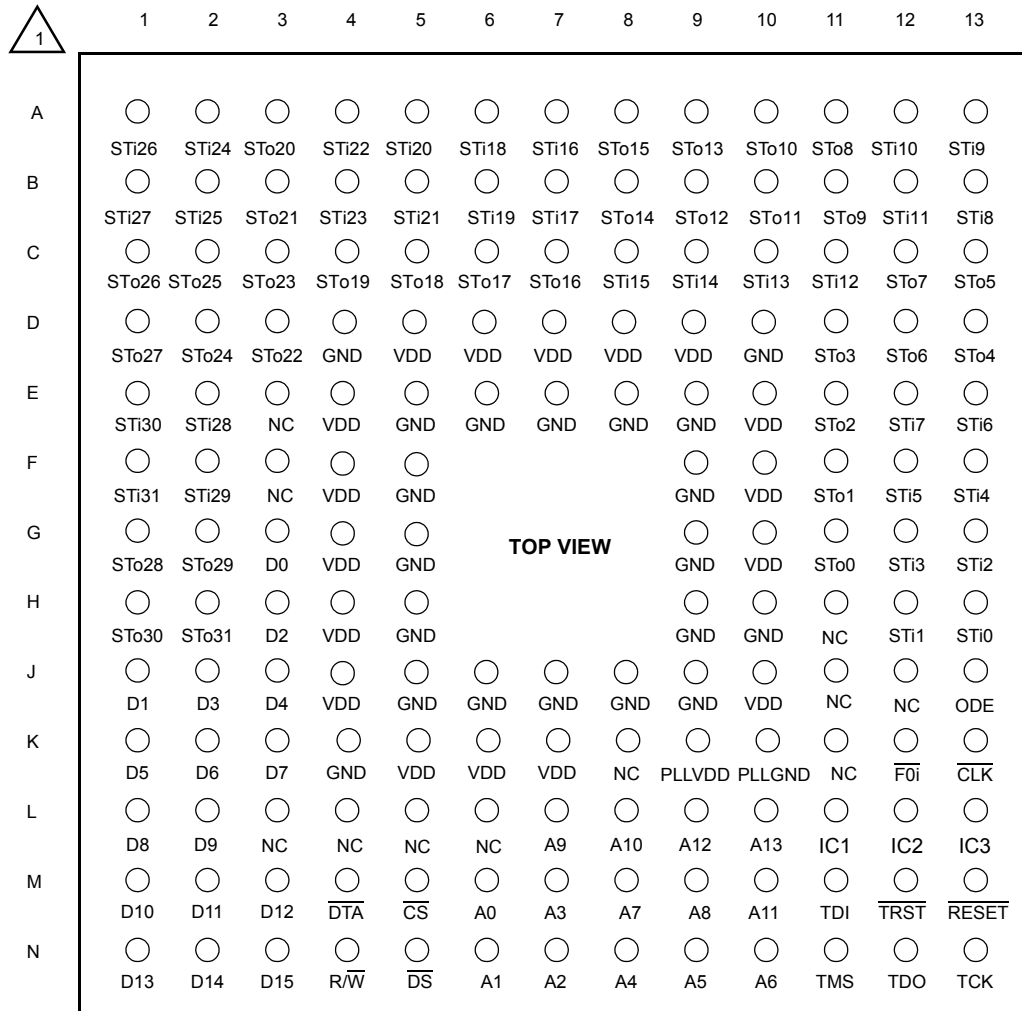 1 2 3 4 5 6 7 8 9 10 11 12 13
1
A
STi26 STi24 STo20 STi22 STi20 STi18 STi16 STo15 STo13 STo10 STo8 STi10 STi9
B
STi27 STi25 STo21 STi23 STi21 STi19 STi17 STo14 STo12 STo11 STo9 STi11 STi8
C
STo26 STo25 STo23 STo19 STo18 STo17 STo16 STi15 STi14 STi13 STi12 STo7 STo5
D
STo27 STo24 STo22 GND VDD VDD VDD VDD VDD GND STo3 STo6 STo4
E
STi30 STi28 NC VDD GND GND GND GND GND VDD STo2 STi7 STi6
F
STi31 STi29 NC VDD GND GND VDD STo1 STi5 STi4
G
TOP VIEW
STo28 STo29 D0 VDD GND GND VDD STo0 STi3 STi2
H
STo30 STo31 D2 VDD GND GND GND NC STi1 STi0
J
D1 D3 D4 VDD GND GND GND GND GND VDD NC NC ODE
K
D5 D6 D7 GND VDD VDD VDD NC PLLVDD PLLGND NC F0i CLK
L
D8 D9 NC NC NC NC A9 A10 A12 A13 IC1 IC2 IC3
M
D10 D11 D12 DTA CS A0 A3 A7 A8 A11 TDI TRST RESET
N
D13 D14 D15 R/W DS A1 A2 A4 A5 A6 TMS TDO TCK